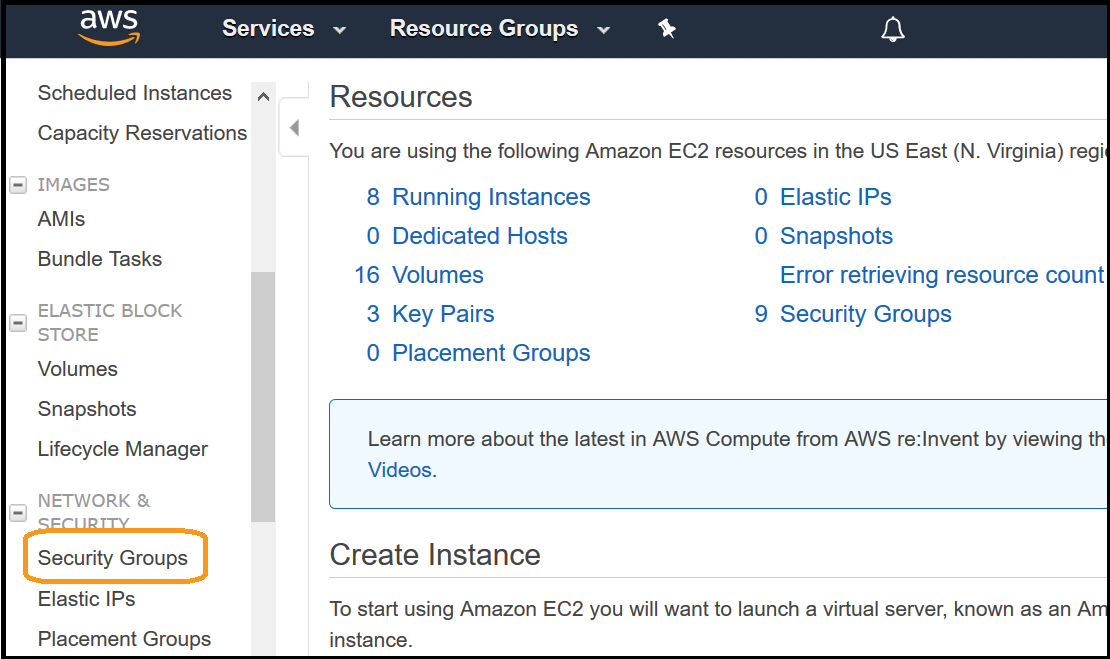 aws Services Resource Groups
Scheduled Instances
Capacity Reservations
IMAGES
AMIs
Bundle Tasks
ELASTIC BLOCK
STORE
Volumes
Snapshots
Lifecycle Manager
NETWORK &
SECURITY
Security Groups
Elastic IPs
Placement Groups
Resources
You are using the following Amazon EC2 resources in the US East (N. Virginia)
8 Running Instances
0 Dedicated Hosts
16 Volumes
3 Key Pairs
0 Placement Groups
0 Elastic IPs
0 Snapshots
Error retrieving resource count
9 Security Groups
Learn more about the latest in AWS Compute from AWS re:Invent by viewing
Videos.
Create Instance
To start using Amazon EC2 you will want to launch a virtual server, known as an
instance.